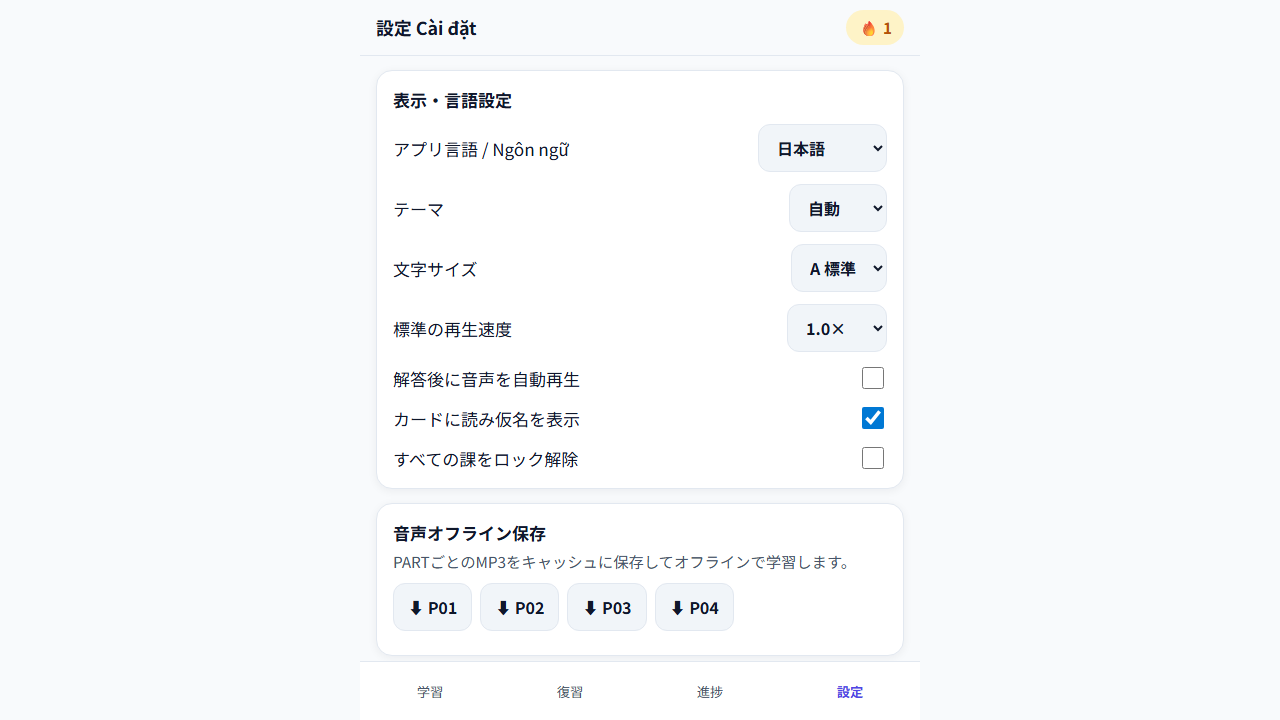 設定 Cài đặt
🔥 1
表示・言語設定
アプリ言語 / Ngôn ngữ
日本語
テーマ
自動
文字サイズ
A 標準
標準の再生速度
1.0×
解答後に音声を自動再生
カードに読み仮名を表示
すべての課をロック解除
音声オフライン保存
PARTごとのMP3をキャッシュに保存してオフラインで学習します。
⬇ P01 ⬇ P02 ⬇ P03 ⬇ P04
学習 復習 進捗 設定